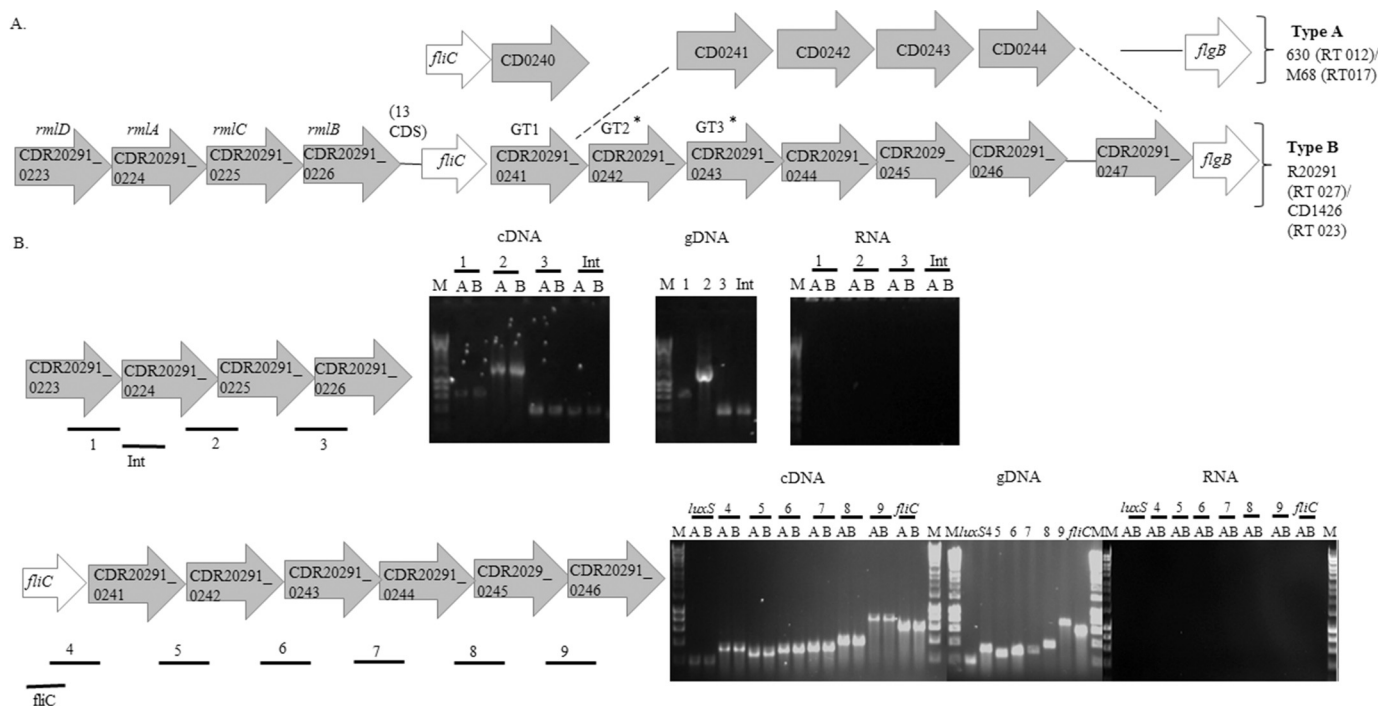 A.
fliC
CD0240
CD0241
CD0242
CD0243
CD0244
flgB
Type A
630 (RT 012)/
M68 (RT017)
rmlD
rmlA
rmlC
rmlB
(13
CDS)
GT1
GT2*
GT3*
CDR20291_
0223
CDR20291_
0224
CDR20291_
0225
CDR20291_
0226
fliC
CDR20291_
0241
CDR20291_
0242
CDR20291_
0243
CDR20291_
0244
CDR2029_
0245
CDR20291_
0246
CDR20291_
0247
flgB
Type B
R20291
(RT 027)/
CD1426
(RT 023)
B.
cDNA
1 2 3 Int
M A B A B A B A B
gDNA
M 1 2 3 Int
RNA
1 2 3 Int
M A B A B A B A B
CDR20291_
0223
CDR20291_
0224
CDR20291_
0225
CDR20291_
0226
1
Int
2
3
cDNA
luxS 4 5 6 7 8 9 fliC
M A B A B A B A B A B AB AB A B M
gDNA
M luxS 4 5 6 7 8 9 fliC M
RNA
luxS 4 5 6 7 8 9 fliC
M AB AB AB AB AB AB AB AB M
fliC
CDR20291_
0241
CDR20291_
0242
CDR20291_
0243
CDR20291_
0244
CDR2029_
0245
CDR20291_
0246
4
5
6
7
8
9
fliC